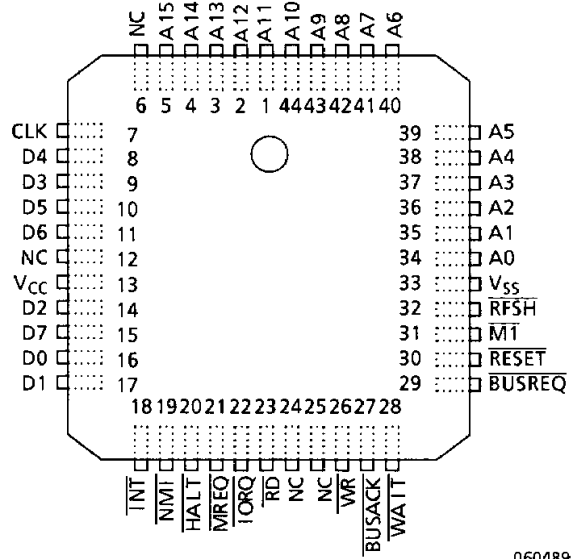 NC A15 A14 A13 A12 A11 A10 A9 A8 A7 A6
6 5 4 3 2 1 44 43 42 41 40
CLK 7 39 A5
D4 8 38 A4
D3 9 37 A3
D5 10 36 A2
D6 11 35 A1
NC 12 34 A0
VCC 13 33 VSS
D2 14 32 RFSH
D7 15 31 M1
D0 16 30 RESET
D1 17 29 BUSREQ
18 19 20 21 22 23 24 25 26 27 28
INT NMI HALT MREQ IORQ RD NC NC WR BUSACK WAIT
060489